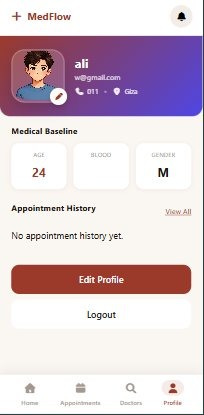 MedFlow
ali
w@gmail.com
011 • Giza
Medical Baseline
AGE BLOOD GENDER
24 M
Appointment History View All
No appointment history yet.
Edit Profile
Logout
Home Appointments Doctors Profile